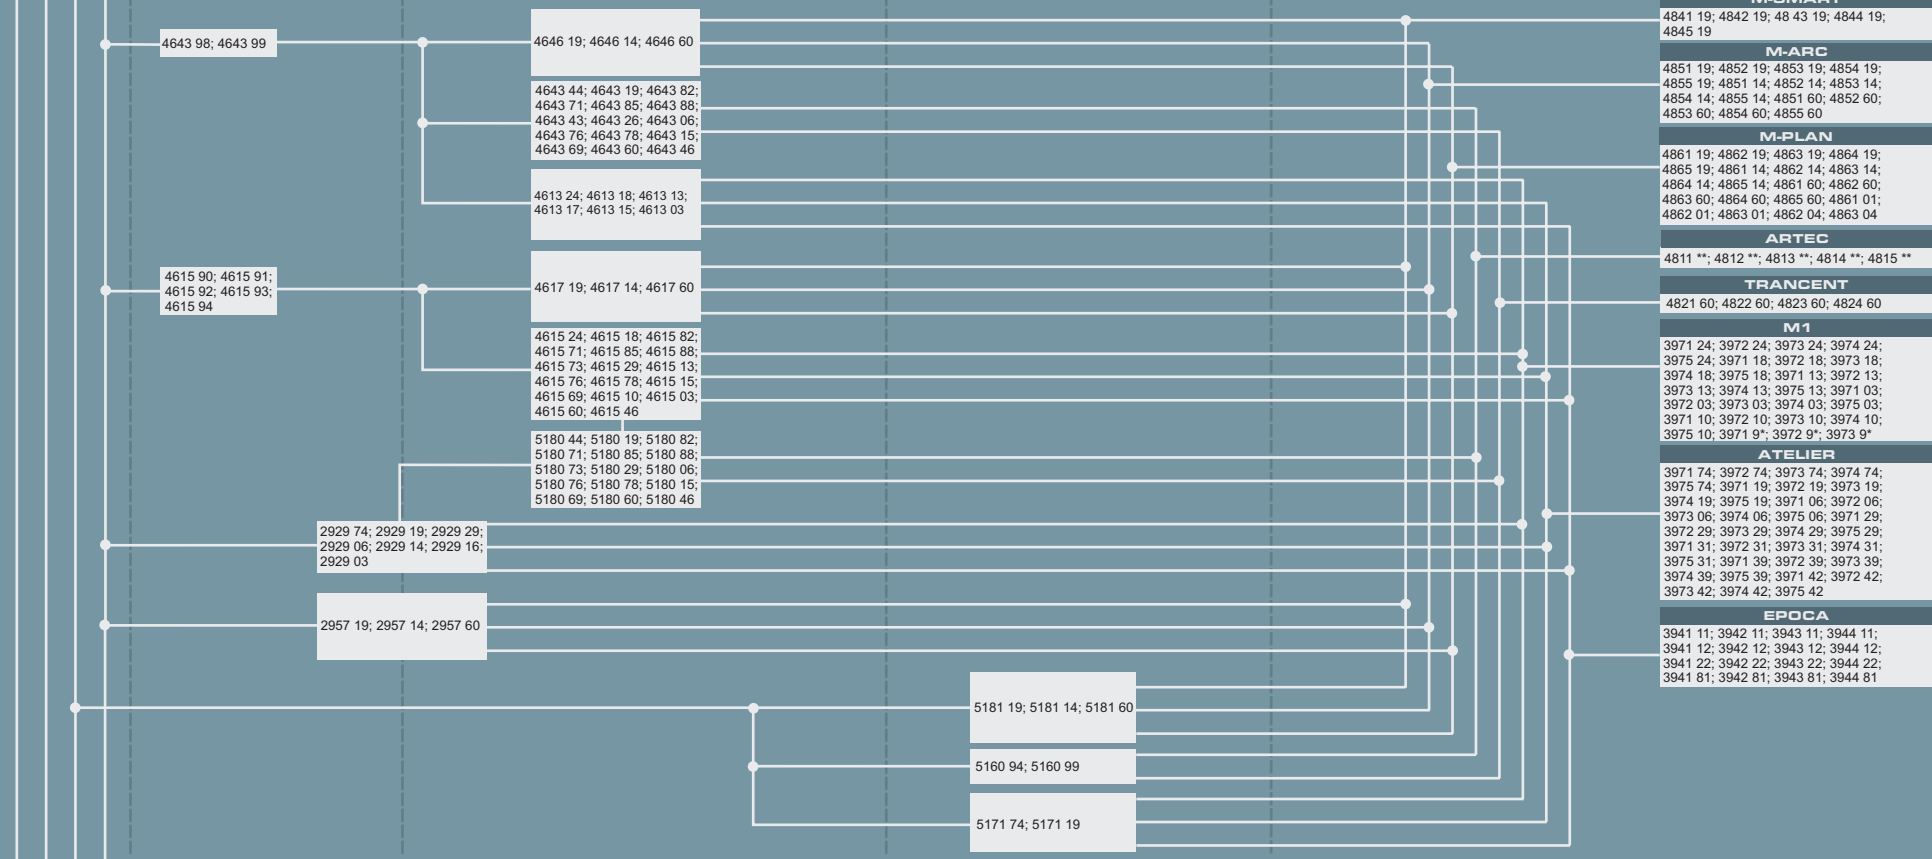 4643 98; 4643 99
4615 90; 4615 91;
4615 92; 4615 93;
4615 94
2929 74; 2929 19; 2929 29;
2929 06; 2929 14; 2929 16;
2929 03
2957 19; 2957 14; 2957 60
4646 19; 4646 14; 4646 60
4643 44; 4643 19; 4643 82;
4643 71; 4643 85; 4643 88;
4643 43; 4643 26; 4643 06;
4643 76; 4643 78; 4643 15;
4643 69; 4643 60; 4643 46
4613 24; 4613 18; 4613 13;
4613 17; 4613 15; 4613 03
4617 19; 4617 14; 4617 60
4615 24; 4615 18; 4615 82;
4615 71; 4615 85; 4615 88;
4615 73; 4615 29; 4615 13;
4615 76; 4615 78; 4615 15;
4615 69; 4615 10; 4615 03;
4615 60; 4615 46
5180 44; 5180 19; 5180 82;
5180 71; 5180 85; 5180 88;
5180 73; 5180 29; 5180 06;
5180 76; 5180 78; 5180 15;
5180 69; 5180 60; 5180 46
5181 19; 5181 14; 5181 60
5160 94; 5160 99
5171 74; 5171 19
M-SMART
4841 19; 4842 19; 48 43 19; 4844 19;
4845 19
M-ARC
4851 19; 4852 19; 4853 19; 4854 19;
4855 19; 4851 14; 4852 14; 4853 14;
4854 14; 4855 14; 4851 60; 4852 60;
4853 60; 4854 60; 4855 60
M-PLAN
4861 19; 4862 19; 4863 19; 4864 19;
4865 19; 4861 14; 4862 14; 4863 14;
4864 14; 4865 14; 4861 60; 4862 60;
4863 60; 4864 60; 4865 60; 4861 01;
4862 01; 4863 01; 4862 04; 4863 04
ARTEC
4811 **; 4812 **; 4813 **; 4814 **; 4815 **
TRANCENT
4821 60; 4822 60; 4823 60; 4824 60
M1
3971 24; 3972 24; 3973 24; 3974 24;
3975 24; 3971 18; 3972 18; 3973 18;
3974 18; 3975 18; 3971 13; 3972 13;
3973 13; 3974 13; 3975 13; 3971 03;
3972 03; 3973 03; 3974 03; 3975 03;
3971 10; 3972 10; 3973 10; 3974 10;
3975 10; 3971 9*; 3972 9*; 3973 9*
ATELIER
3971 74; 3972 74; 3973 74; 3974 74;
3975 74; 3971 19; 3972 19; 3973 19;
3974 19; 3975 19; 3971 06; 3972 06;
3973 06; 3974 06; 3975 06; 3971 29;
3972 29; 3973 29; 3974 29; 3975 29;
3971 31; 3972 31; 3973 31; 3974 31;
3975 31; 3971 39; 3972 39; 3973 39;
3974 39; 3975 39; 3971 42; 3972 42;
3973 42; 3974 42; 3975 42
EPOCA
3941 11; 3942 11; 3943 11; 3944 11;
3941 12; 3942 12; 3943 12; 3944 12;
3941 22; 3942 22; 3943 22; 3944 22;
3941 81; 3942 81; 3943 81; 3944 81